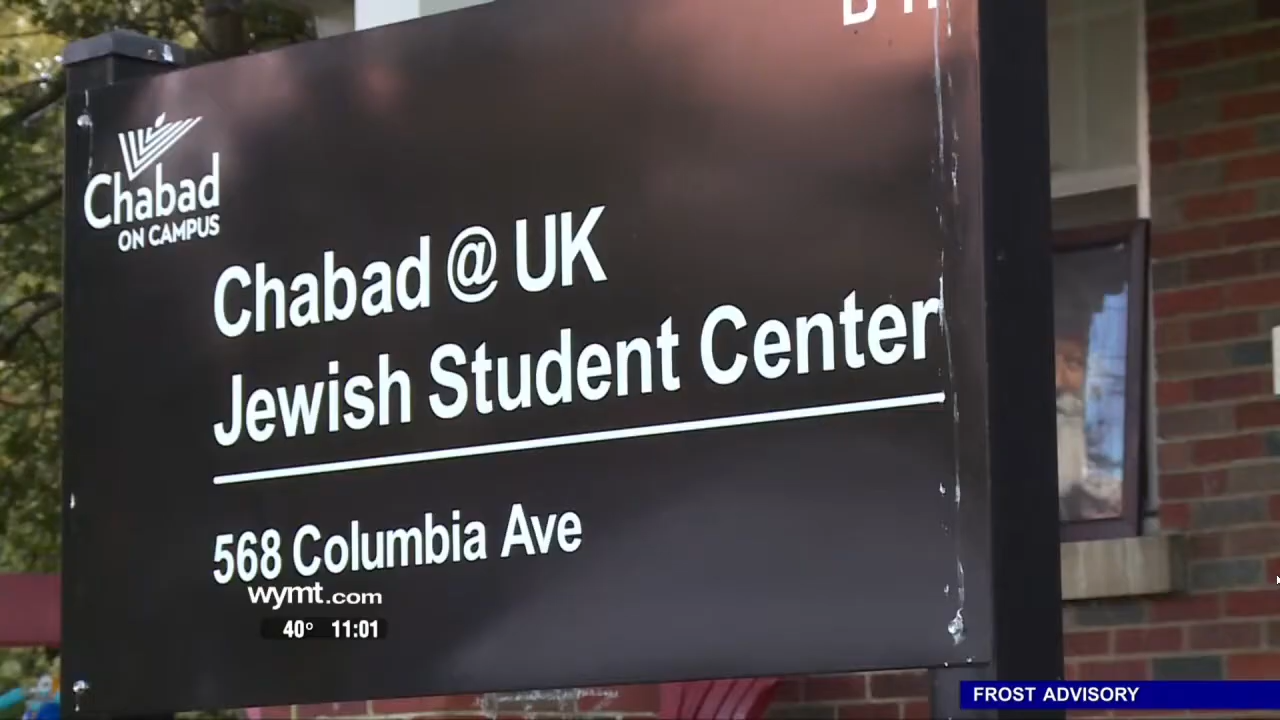 Chabad
ON CAMPUS
Chabad @ UK
Jewish Student Center
568 Columbia Ave
wymt.com
40° 11:01
FROST ADVISORY